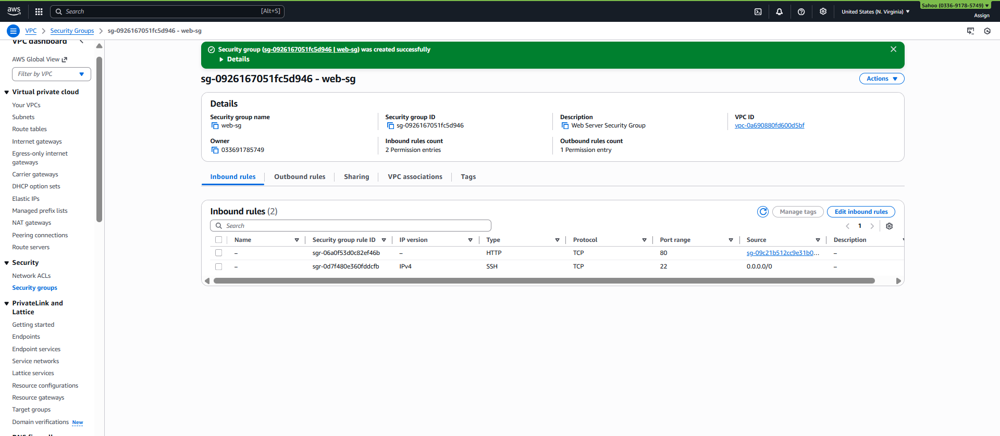 aws
Search
[Alt+S]
United States (N. Virginia)
Sahoo (0336-9178-5749)
Assign
VPC
Security Groups
sg-0926167051fc5d946 - web-sg
VPC dashboard
AWS Global View
Filter by VPC
Virtual private cloud
Your VPCs
Subnets
Route tables
Internet gateways
Egress-only internet
gateways
Carrier gateways
DHCP option sets
Elastic IPs
Managed prefix lists
NAT gateways
Peering connections
Route servers
Security
Network ACLs
Security groups
PrivateLink and
Lattice
Getting started
Endpoints
Endpoint services
Service networks
Lattice services
Resource configurations
Resource gateways
Target groups
Domain verifications New
Security group (sg-0926167051fc5d946 | web-sg) was created successfully
Details
sg-0926167051fc5d946 - web-sg
Actions
Details
Security group name
web-sg
Security group ID
sg-0926167051fc5d946
Description
Web Server Security Group
VPC ID
vpc-0a690880fd600d5bf
Owner
033691785749
Inbound rules count
2 Permission entries
Outbound rules count
1 Permission entry
Inbound rules Outbound rules Sharing VPC associations Tags
Inbound rules (2)
Manage tags
Edit inbound rules
Search
1
Name Security group rule ID IP version Type Protocol Port range Source Description
– sgr-06a0f53d0c82ef46b – HTTP TCP 80 sg-09c21b512cc9e31b0... –
– sgr-0d7f480e360fddcfb IPv4 SSH TCP 22 0.0.0.0/0 –